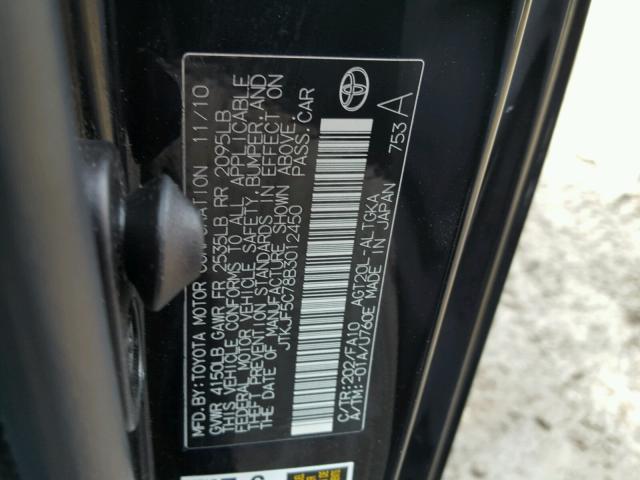 MFD.BY:TOYOTA MOTOR CORPORATION 11/10
GVWR 4150LB GAWR FR 2535LB RR 2095LB
THIS VEHICLE CONFORMS TO ALL APPLICABLE
FEDERAL MOTOR VEHICLE SAFETY, BUMPER, AND
THEFT PREVENTION STANDARDS IN EFFECT ON
THE DATE OF MANUFACTURE SHOWN ABOVE.
JTKJF5C78B3012450 PASS.CAR
C/TR:202/FA10 AGT20L-ALTGKA
A/TM:-01A/U760E MADE IN JAPAN
753 A